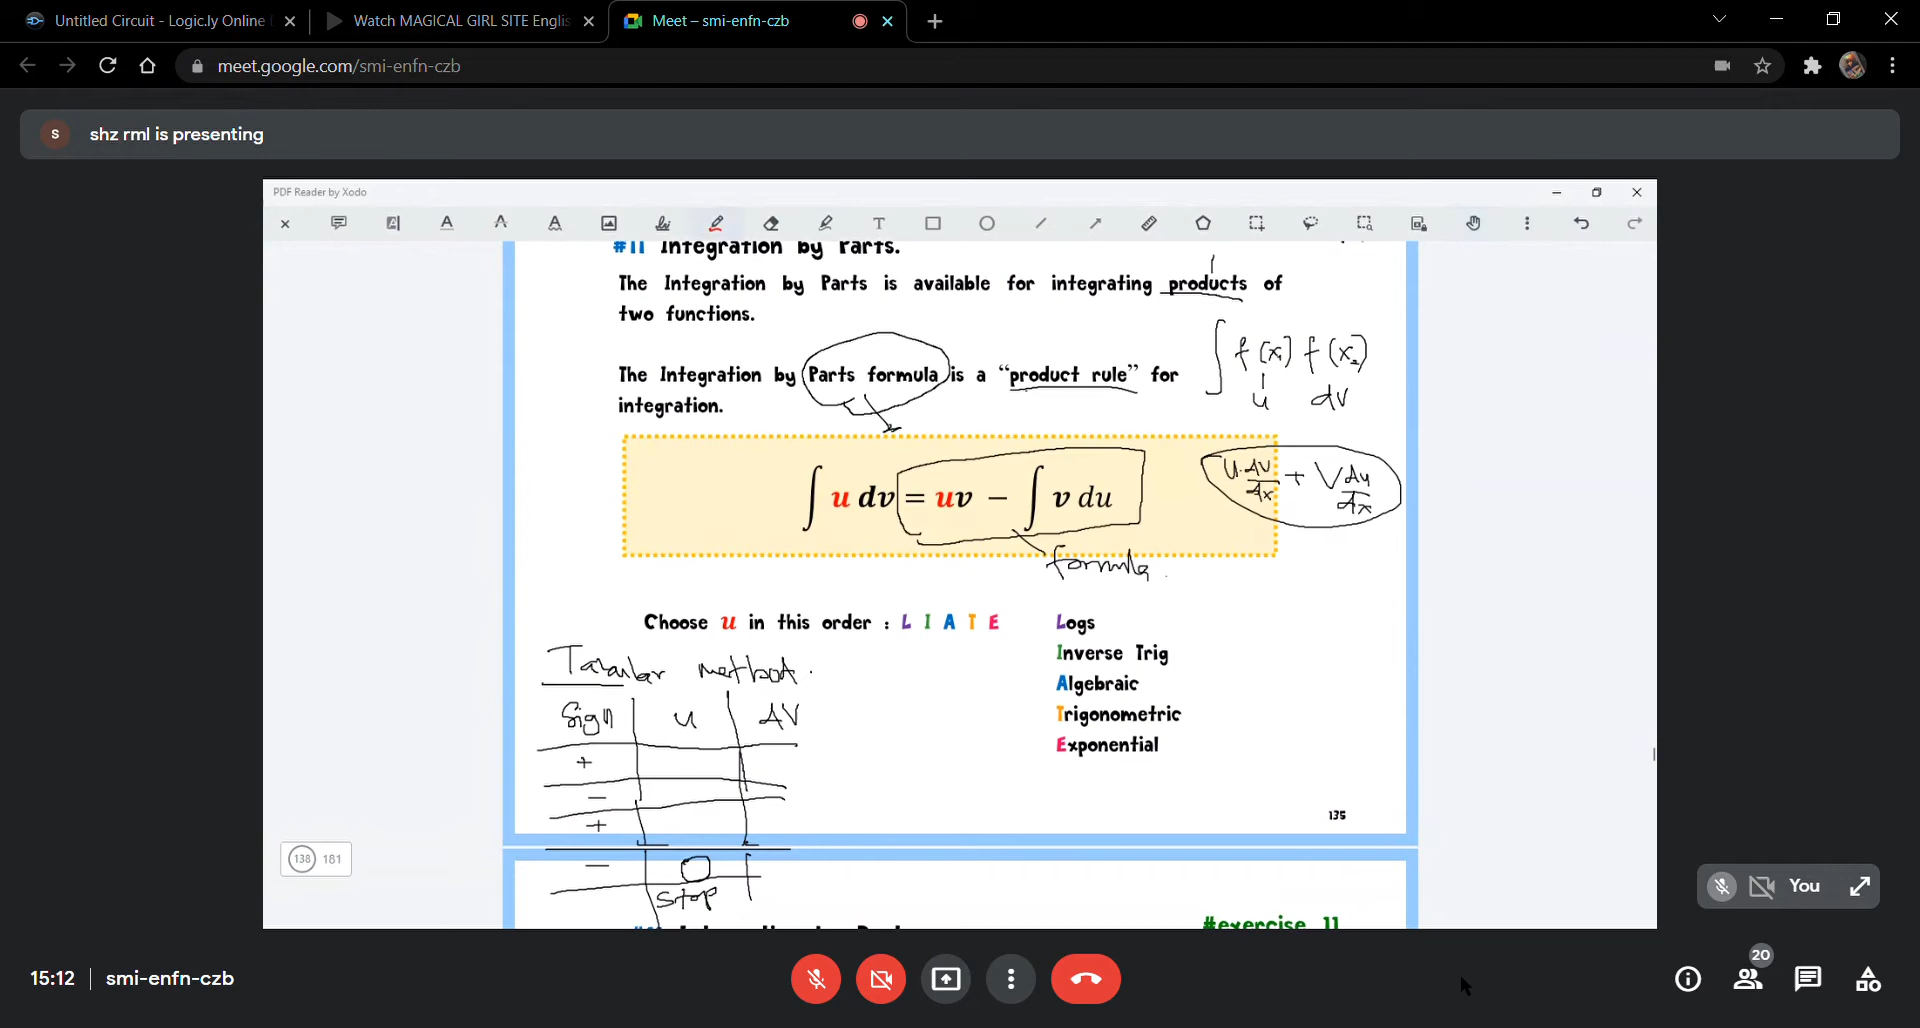 Untitled Circuit - Logic.ly Online
Watch MAGICAL GIRL SITE Englis
Meet – smi-enfn-czb
meet.google.com/smi-enfn-czb
S shz rml is presenting
PDF Reader by Xodo
#11 Integration by Parts.
The Integration by Parts is available for integrating products of
two functions.
∫ f(x) f(x₂)
u dv
The Integration by Parts formula is a “product rule” for
integration.
∫ u dv = uv − ∫ v du
u dv/dx + v du/dx
formula.
Choose u in this order : L I A T E
Logs
Inverse Trig
Algebraic
Trigonometric
Exponential
Tabular method.
Sign u dV
+
−
+
− 0
stop
135
138 181
#exercise 11
You
15:12 smi-enfn-czb
20